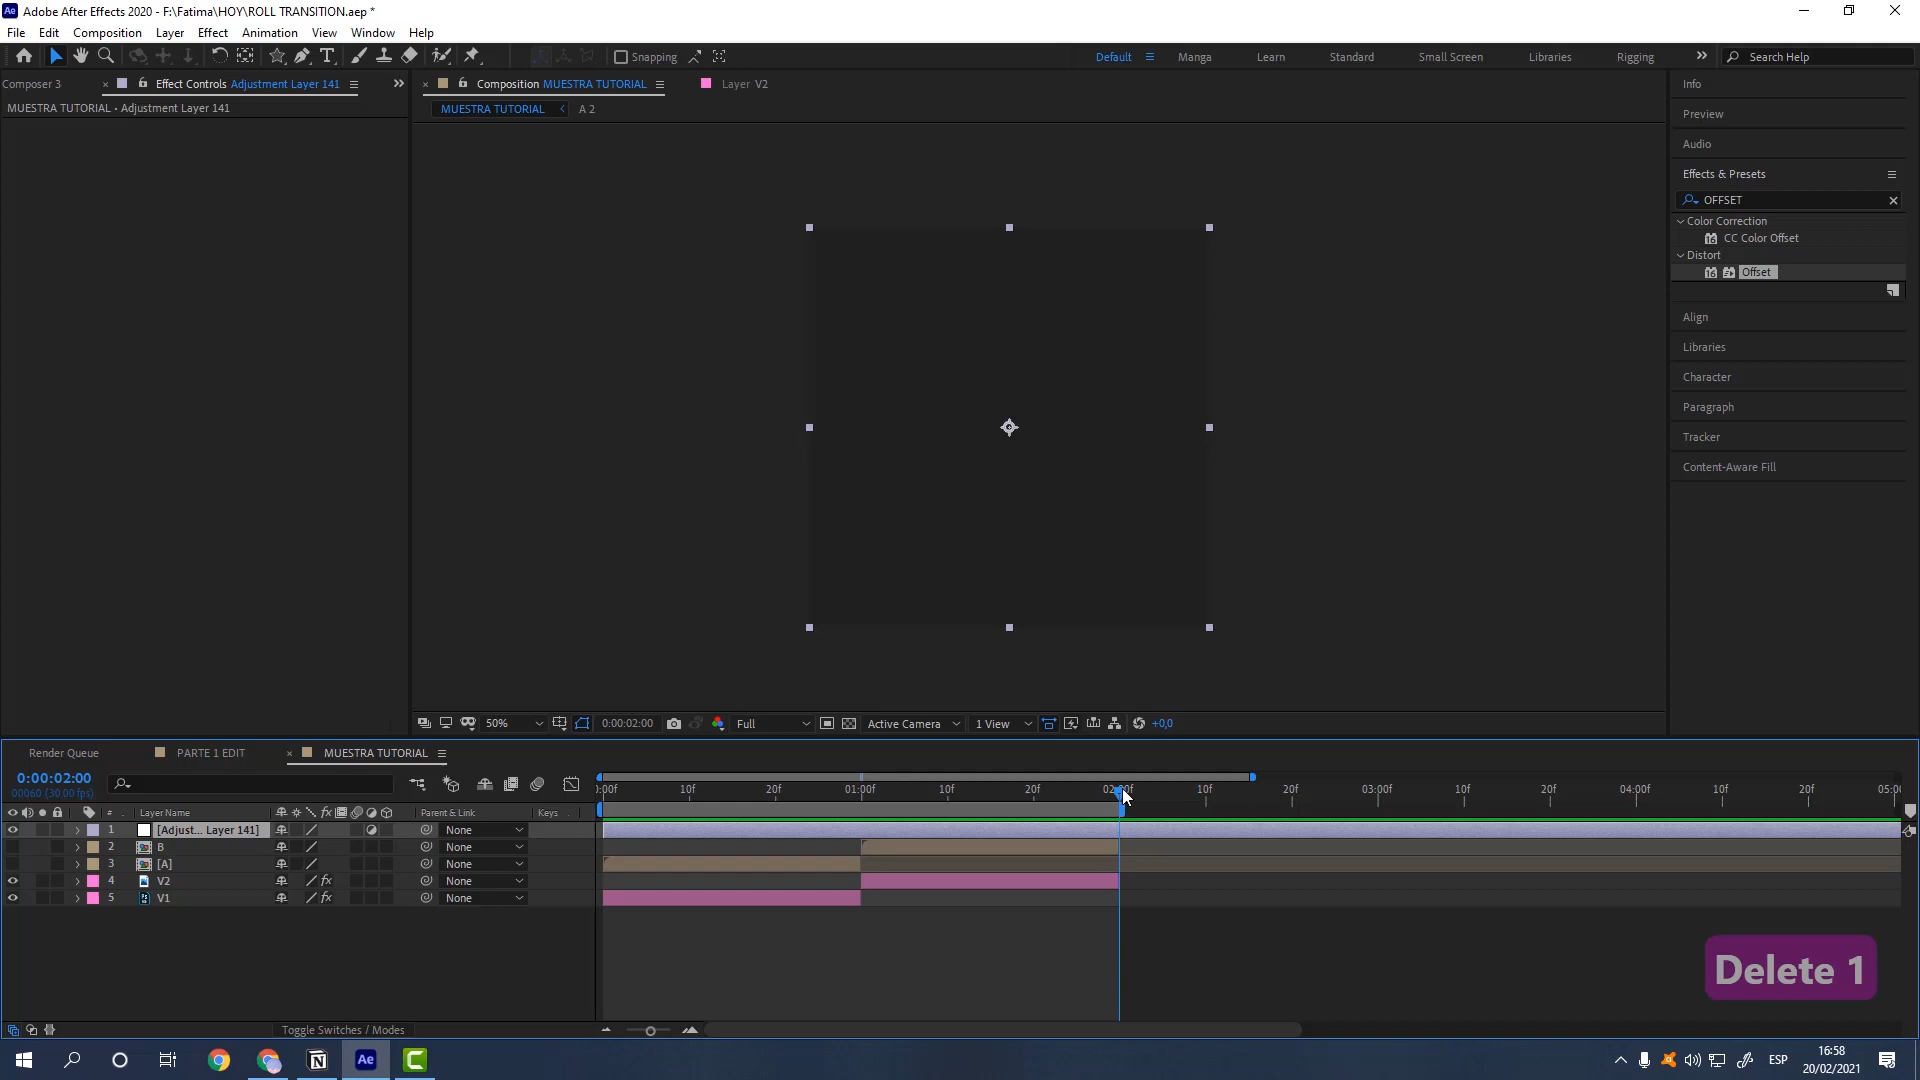 Adobe After Effects 2020 - F:\Fatima\HOY\ROLL TRANSITION.aep *
File Edit Composition Layer Effect Animation View Window Help
Snapping Default Manga Learn Standard Small Screen Libraries Rigging Search Help
Composer 3 Effect Controls Adjustment Layer 141
Composition MUESTRA TUTORIAL Layer V2
MUESTRA TUTORIAL • Adjustment Layer 141
MUESTRA TUTORIAL A 2
Info
Preview
Audio
Effects & Presets
OFFSET
Color Correction
CC Color Offset
Distort
Offset
Align
Libraries
Character
Paragraph
Tracker
Content-Aware Fill
50% 0:00:02:00 Full Active Camera 1 View +0,0
Render Queue PARTE 1 EDIT MUESTRA TUTORIAL
0:00:02:00
00060 (30.00 fps)
:00f 10f 20f 01:00f 10f 20f 10f 20f 03:00f 10f 20f 04:00f 10f 20f 05:00
# Layer Name Parent & Link Keys
1 [Adjust... Layer 141] None
2 B None
3 [A] None
4 V2 None
5 V1 None
Delete 1
Toggle Switches / Modes
ESP 16:58
20/02/2021